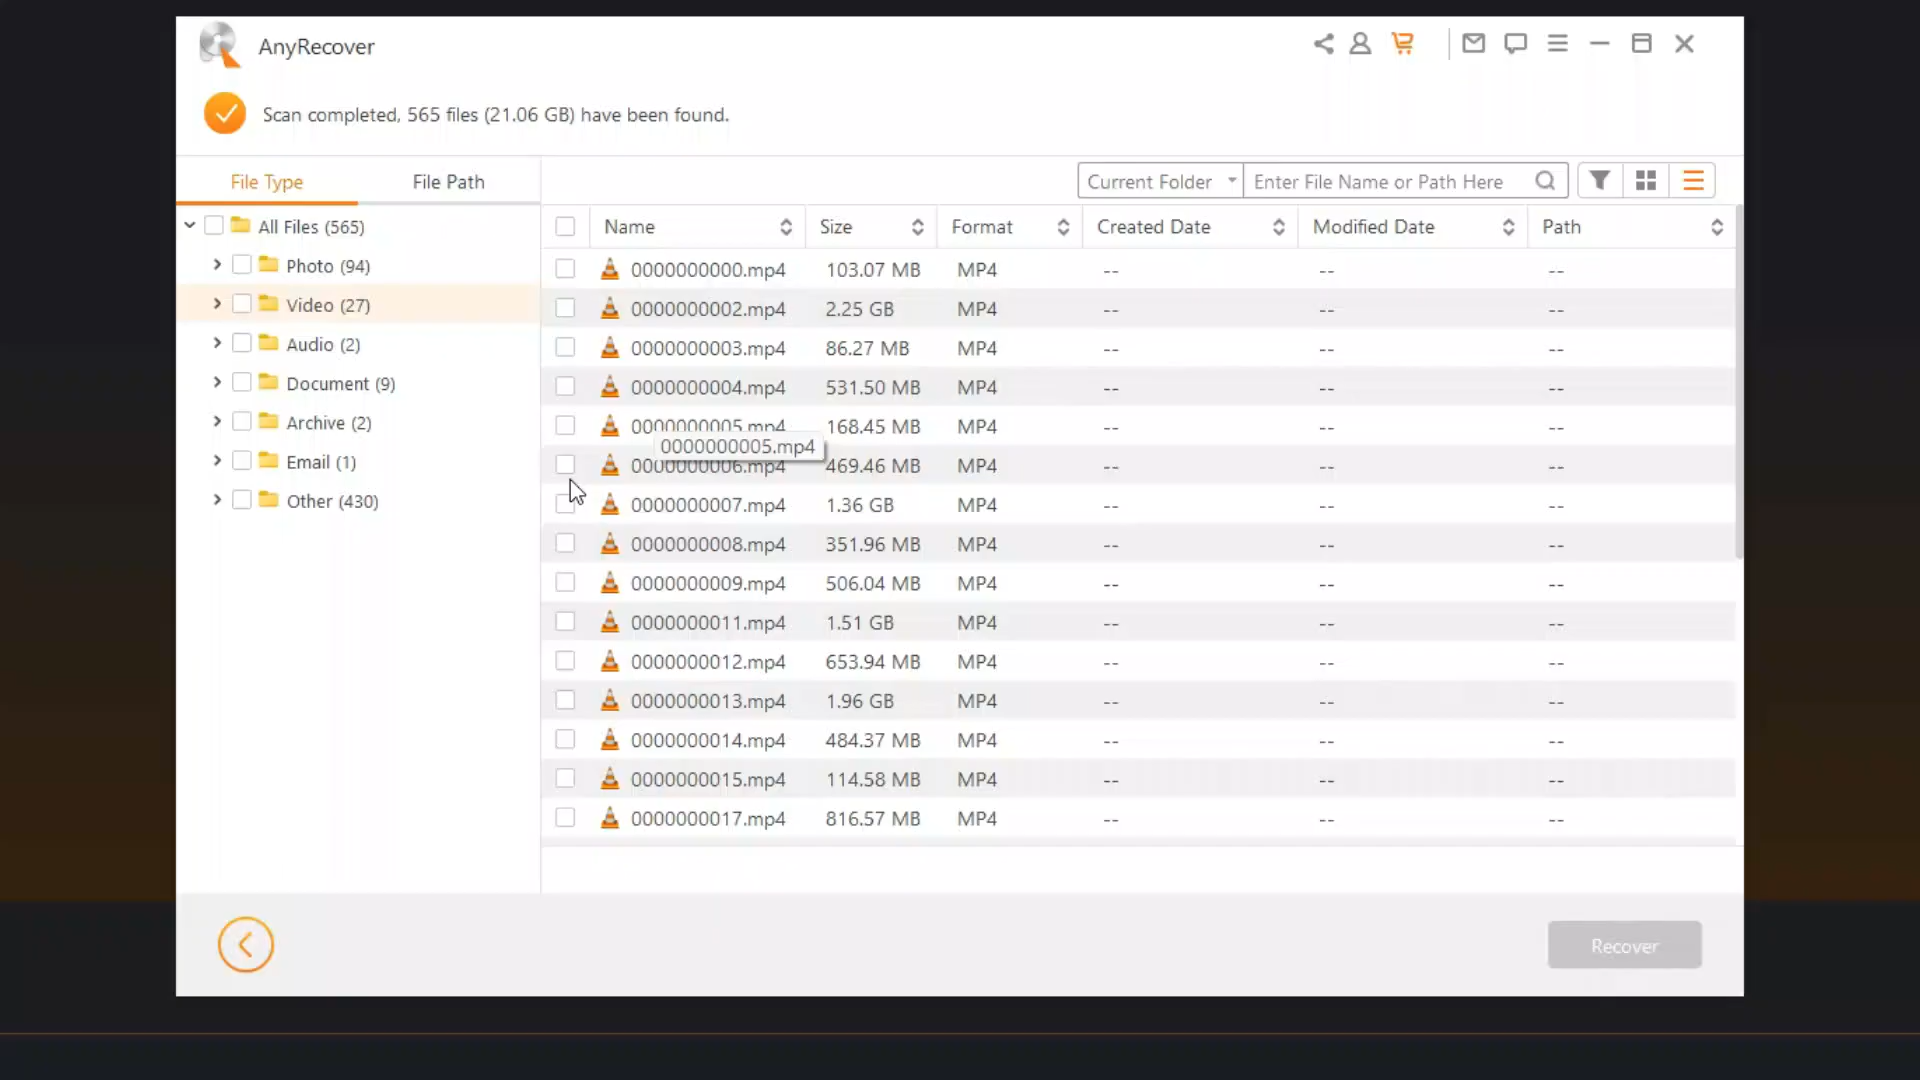 AnyRecover
Scan completed, 565 files (21.06 GB) have been found.
File Type File Path
Current Folder Enter File Name or Path Here
All Files (565)
Photo (94)
Video (27)
Audio (2)
Document (9)
Archive (2)
Email (1)
Other (430)
Name Size Format Created Date Modified Date Path
0000000000.mp4 103.07 MB MP4 -- -- --
0000000002.mp4 2.25 GB MP4 -- -- --
0000000003.mp4 86.27 MB MP4 -- -- --
0000000004.mp4 531.50 MB MP4 -- -- --
0000000005.mp4 168.45 MB MP4 -- -- --
0000000005.mp4
0000000006.mp4 469.46 MB MP4 -- -- --
0000000007.mp4 1.36 GB MP4 -- -- --
0000000008.mp4 351.96 MB MP4 -- -- --
0000000009.mp4 506.04 MB MP4 -- -- --
0000000011.mp4 1.51 GB MP4 -- -- --
0000000012.mp4 653.94 MB MP4 -- -- --
0000000013.mp4 1.96 GB MP4 -- -- --
0000000014.mp4 484.37 MB MP4 -- -- --
0000000015.mp4 114.58 MB MP4 -- -- --
0000000017.mp4 816.57 MB MP4 -- -- --
Recover